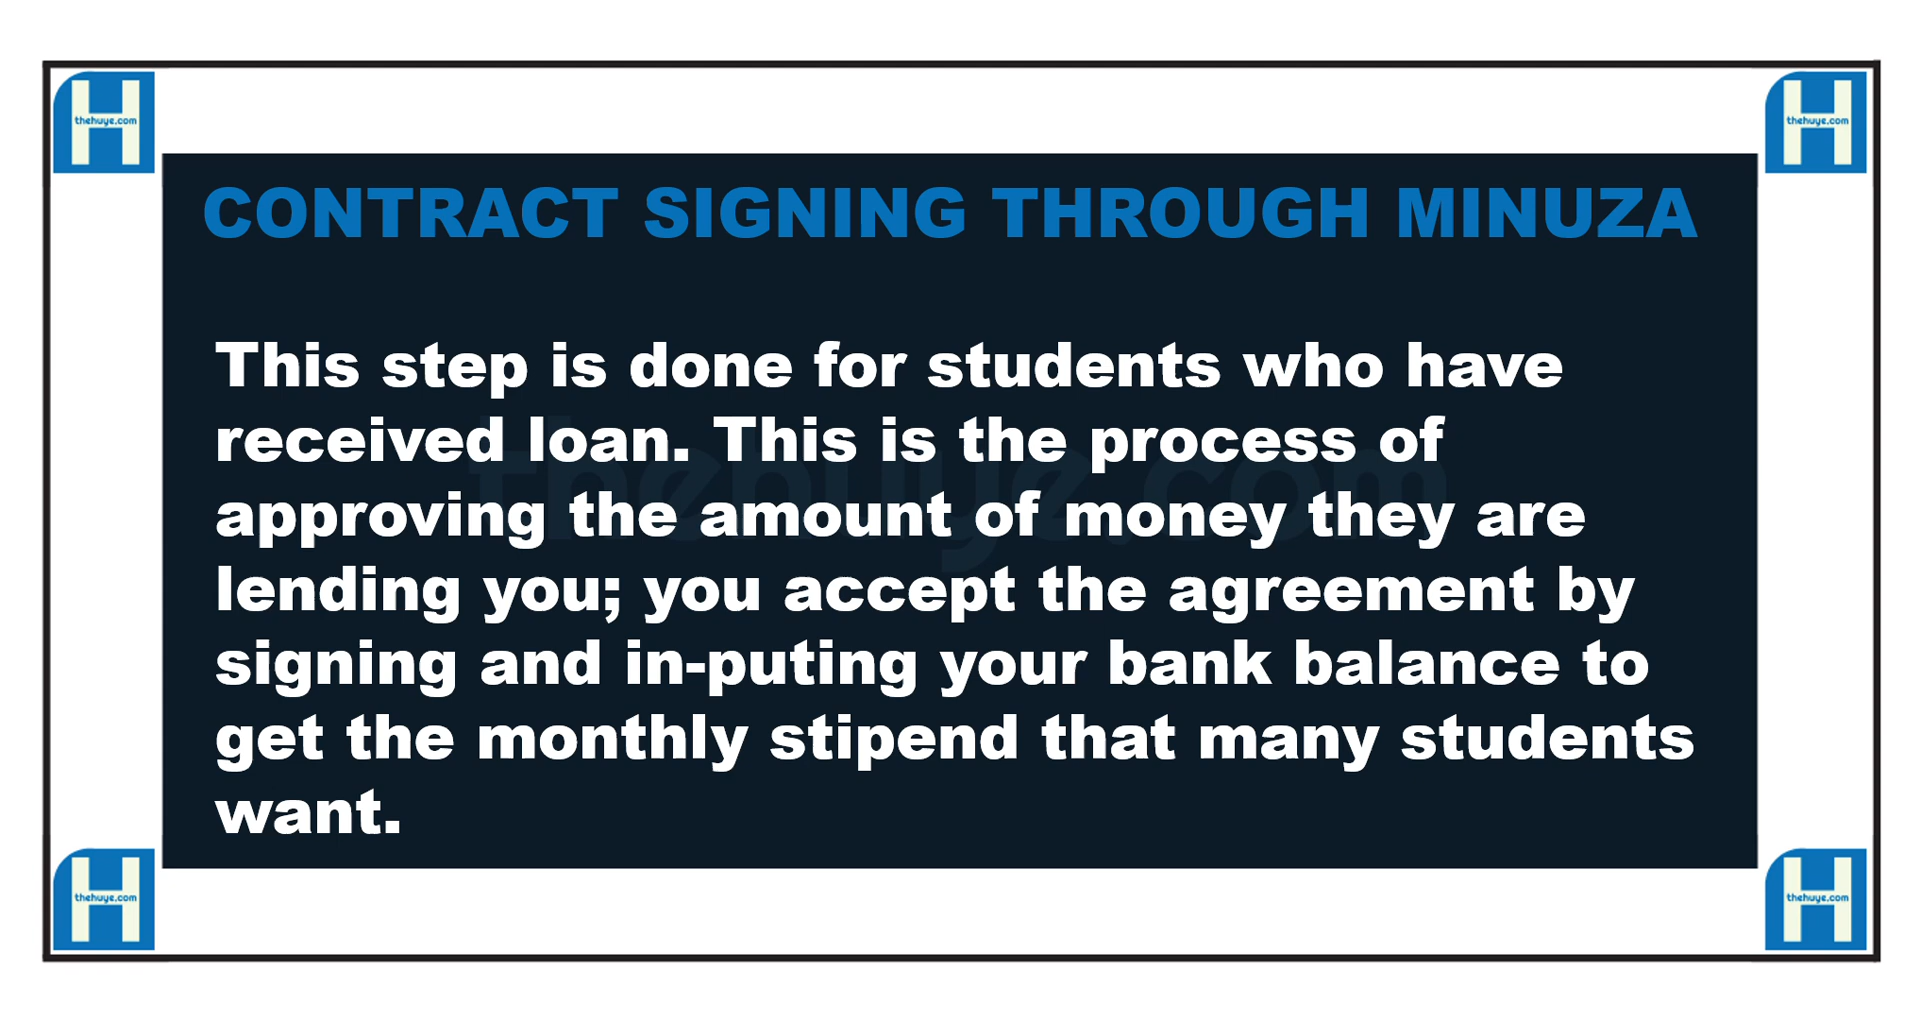 thehuye.com
thehuye.com
CONTRACT SIGNING THROUGH MINUZA
This step is done for students who have
received loan. This is the process of
approving the amount of money they are
lending you; you accept the agreement by
signing and in-puting your bank balance to
get the monthly stipend that many students
want.
thehuye.com
thehuye.com
thehuye.com